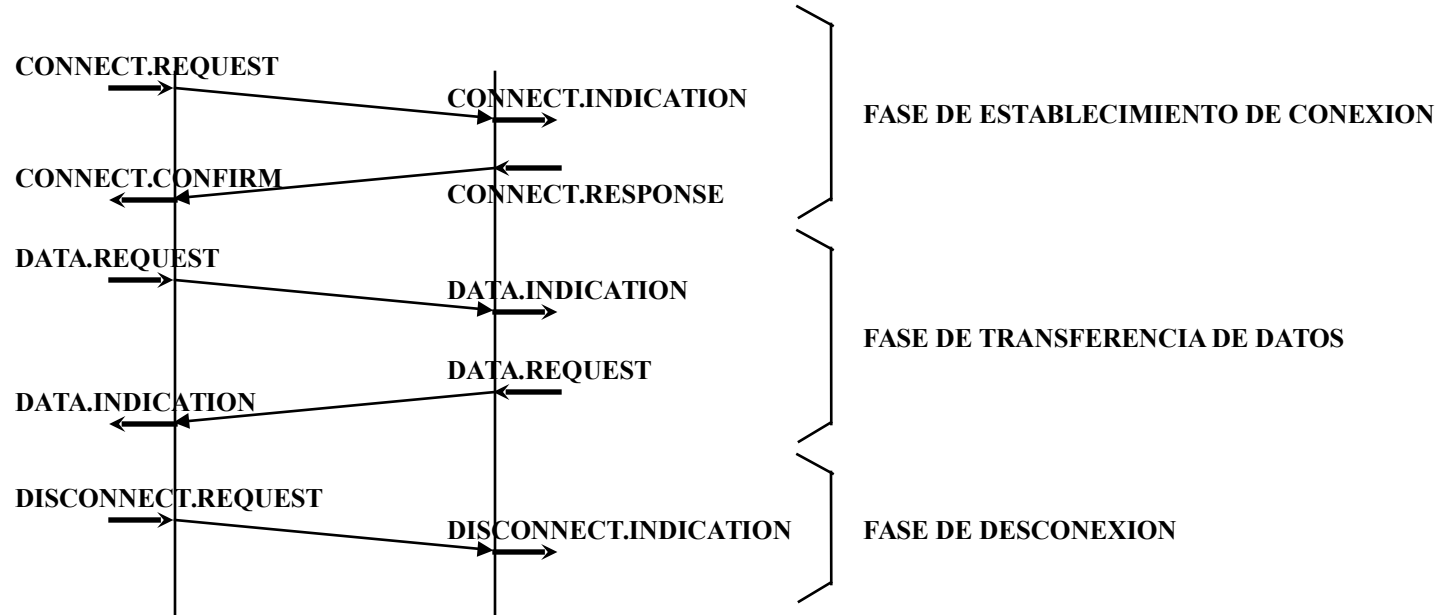 CONNECT.REQUEST
CONNECT.INDICATION
FASE DE ESTABLECIMIENTO DE CONEXION
CONNECT.CONFIRM
CONNECT.RESPONSE
DATA.REQUEST
DATA.INDICATION
FASE DE TRANSFERENCIA DE DATOS
DATA.REQUEST
DATA.INDICATION
DISCONNECT.REQUEST
DISCONNECT.INDICATION
FASE DE DESCONEXION